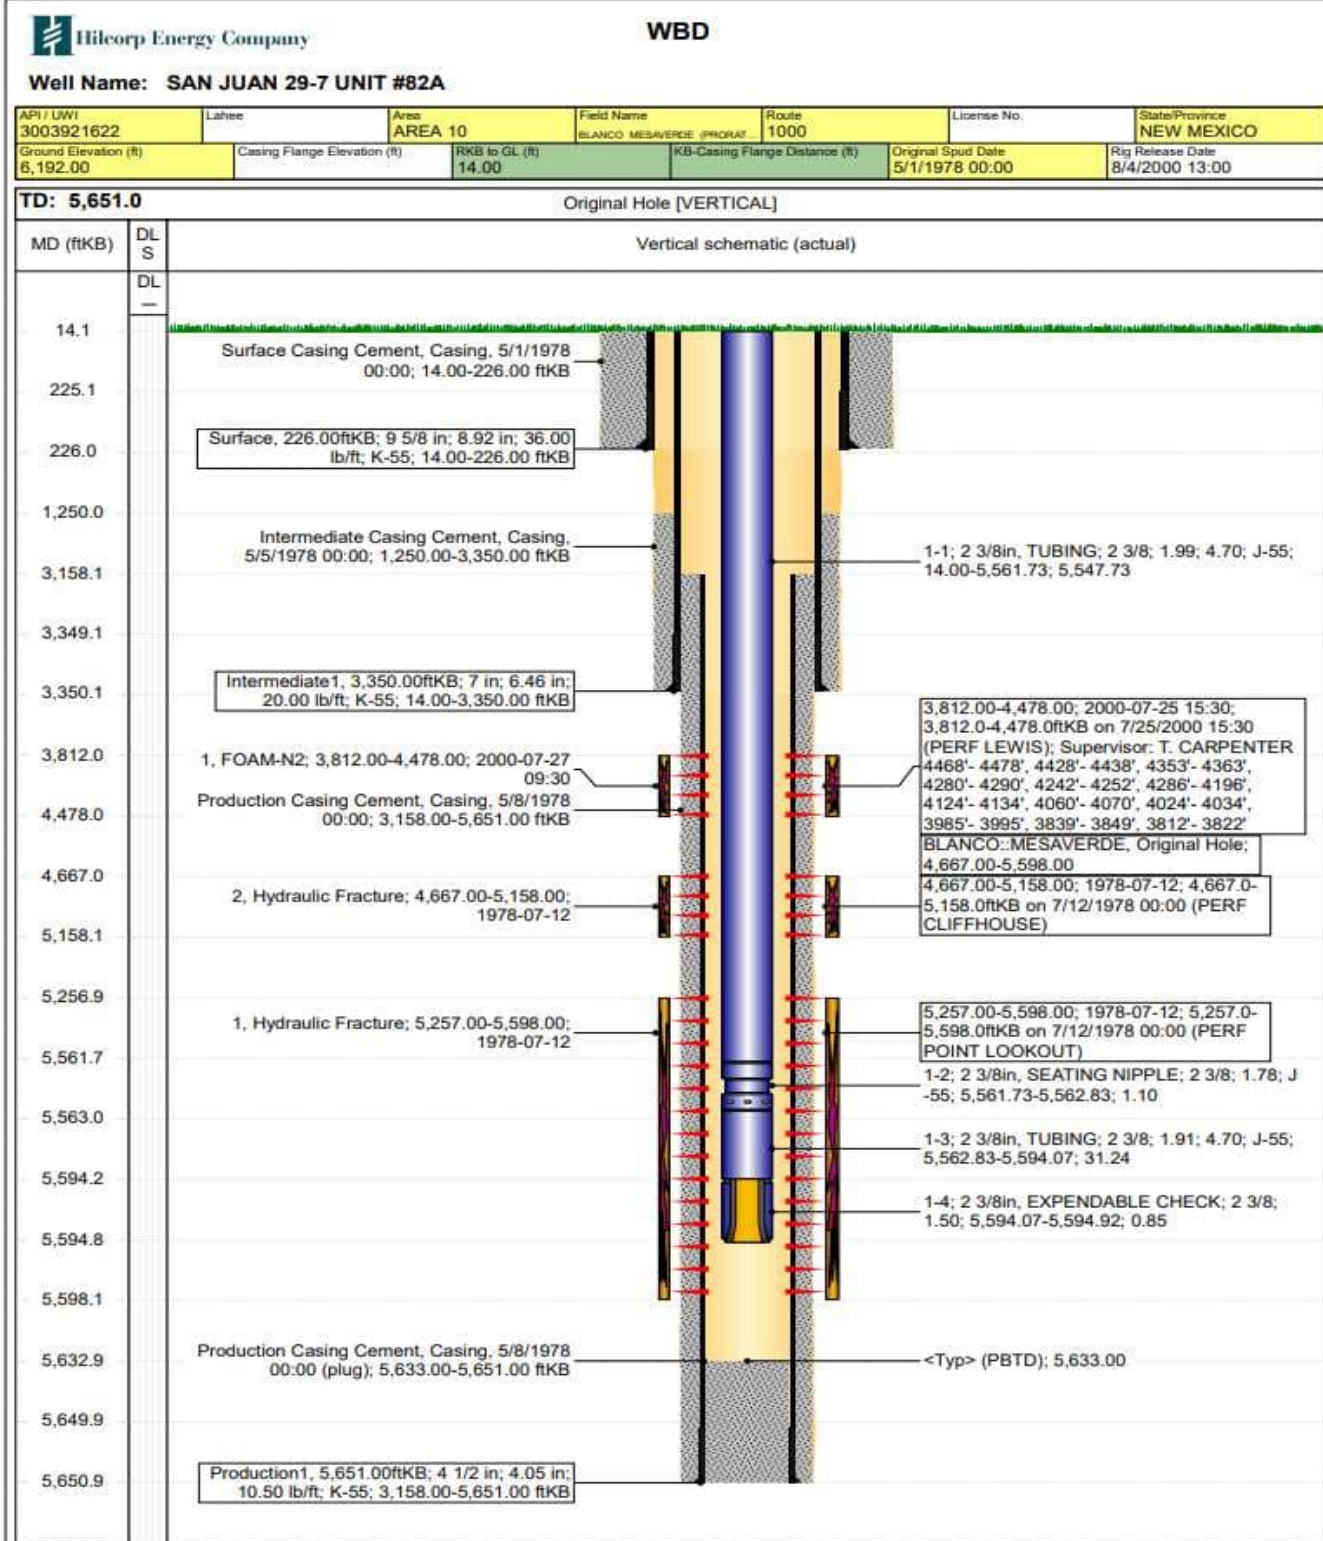 Hilcorp Energy Company
WBD
Well Name: SAN JUAN 29-7 UNIT #82A
API / UWI
3003921622
Lahee
Area
AREA 10
Field Name
BLANCO MESAVERDE (PRORAT...
Route
1000
License No.
State/Province
NEW MEXICO
Ground Elevation (ft)
6,192.00
Casing Flange Elevation (ft)
RKB to GL (ft)
14.00
KB-Casing Flange Distance (ft)
Original Spud Date
5/1/1978 00:00
Rig Release Date
8/4/2000 13:00
TD: 5,651.0
Original Hole [VERTICAL]
MD (ftKB)
DL
S
Vertical schematic (actual)
DL
—
14.1
225.1
226.0
1,250.0
3,158.1
3,349.1
3,350.1
3,812.0
4,478.0
4,667.0
5,158.1
5,256.9
5,561.7
5,563.0
5,594.2
5,594.8
5,598.1
5,632.9
5,649.9
5,650.9
Surface Casing Cement, Casing, 5/1/1978
00:00; 14.00-226.00 ftKB
Surface, 226.00ftKB; 9 5/8 in; 8.92 in; 36.00
lb/ft; K-55; 14.00-226.00 ftKB
Intermediate Casing Cement, Casing,
5/5/1978 00:00; 1,250.00-3,350.00 ftKB
Intermediate1, 3,350.00ftKB; 7 in; 6.46 in;
20.00 lb/ft; K-55; 14.00-3,350.00 ftKB
1, FOAM-N2; 3,812.00-4,478.00; 2000-07-27
09:30
Production Casing Cement, Casing, 5/8/1978
00:00; 3,158.00-5,651.00 ftKB
2, Hydraulic Fracture; 4,667.00-5,158.00;
1978-07-12
1, Hydraulic Fracture; 5,257.00-5,598.00;
1978-07-12
Production Casing Cement, Casing, 5/8/1978
00:00 (plug); 5,633.00-5,651.00 ftKB
Production1, 5,651.00ftKB; 4 1/2 in; 4.05 in;
10.50 lb/ft; K-55; 3,158.00-5,651.00 ftKB
1-1; 2 3/8in, TUBING; 2 3/8; 1.99; 4.70; J-55;
14.00-5,561.73; 5,547.73
3,812.00-4,478.00; 2000-07-25 15:30;
3,812.0-4,478.0ftKB on 7/25/2000 15:30
(PERF LEWIS); Supervisor: T. CARPENTER
4468'- 4478', 4428'- 4438', 4353'- 4363',
4280'- 4290', 4242'- 4252', 4286'- 4196',
4124'- 4134', 4060'- 4070', 4024'- 4034',
3985'- 3995', 3839'- 3849', 3812'- 3822'
BLANCO::MESAVERDE, Original Hole;
4,667.00-5,598.00
4,667.00-5,158.00; 1978-07-12; 4,667.0-
5,158.0ftKB on 7/12/1978 00:00 (PERF
CLIFFHOUSE)
5,257.00-5,598.00; 1978-07-12; 5,257.0-
5,598.0ftKB on 7/12/1978 00:00 (PERF
POINT LOOKOUT)
1-2; 2 3/8in, SEATING NIPPLE; 2 3/8; 1.78; J
-55; 5,561.73-5,562.83; 1.10
1-3; 2 3/8in, TUBING; 2 3/8; 1.91; 4.70; J-55;
5,562.83-5,594.07; 31.24
1-4; 2 3/8in, EXPENDABLE CHECK; 2 3/8;
1.50; 5,594.07-5,594.92; 0.85
<Typ> (PBTD); 5,633.00